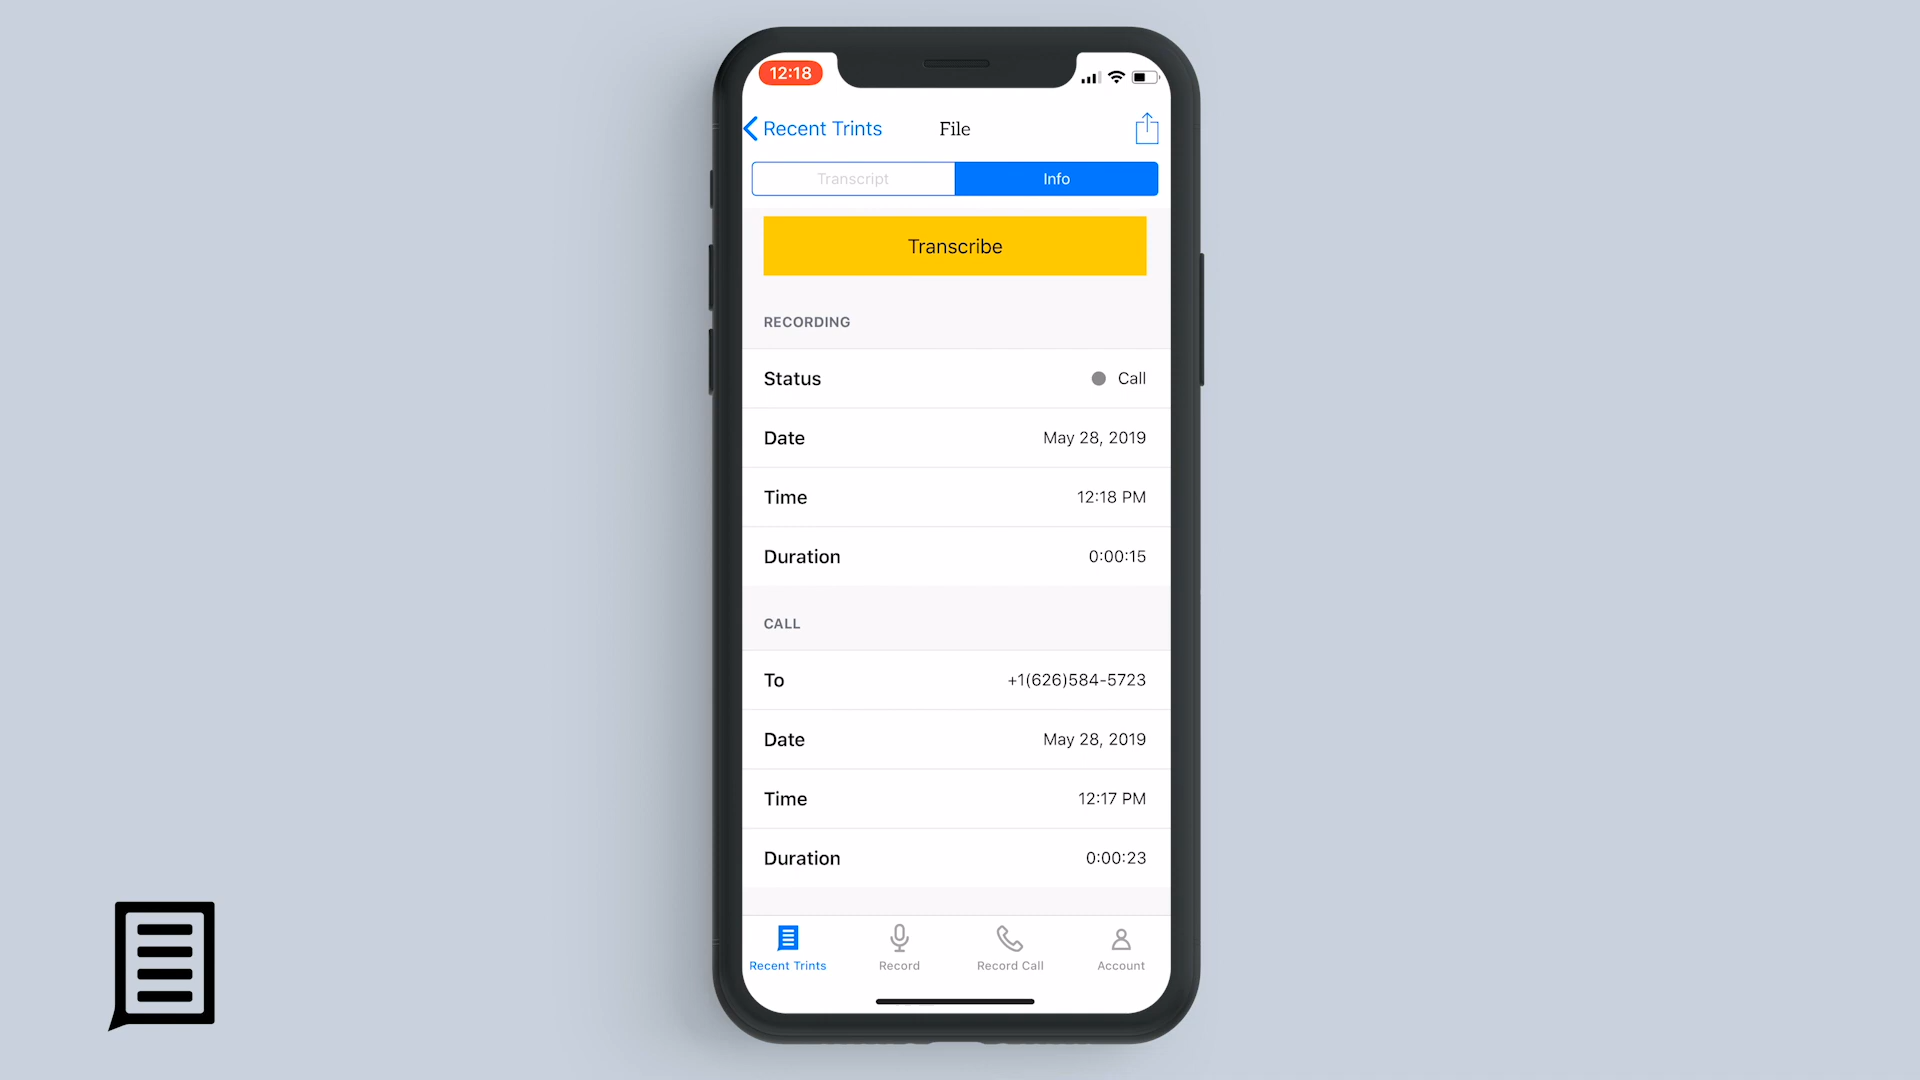 12:18
Recent Trints File
Transcript Info
Transcribe
RECORDING
Status Call
Date May 28, 2019
Time 12:18 PM
Duration 0:00:15
CALL
To +1(626)584-5723
Date May 28, 2019
Time 12:17 PM
Duration 0:00:23
Recent Trints Record Record Call Account